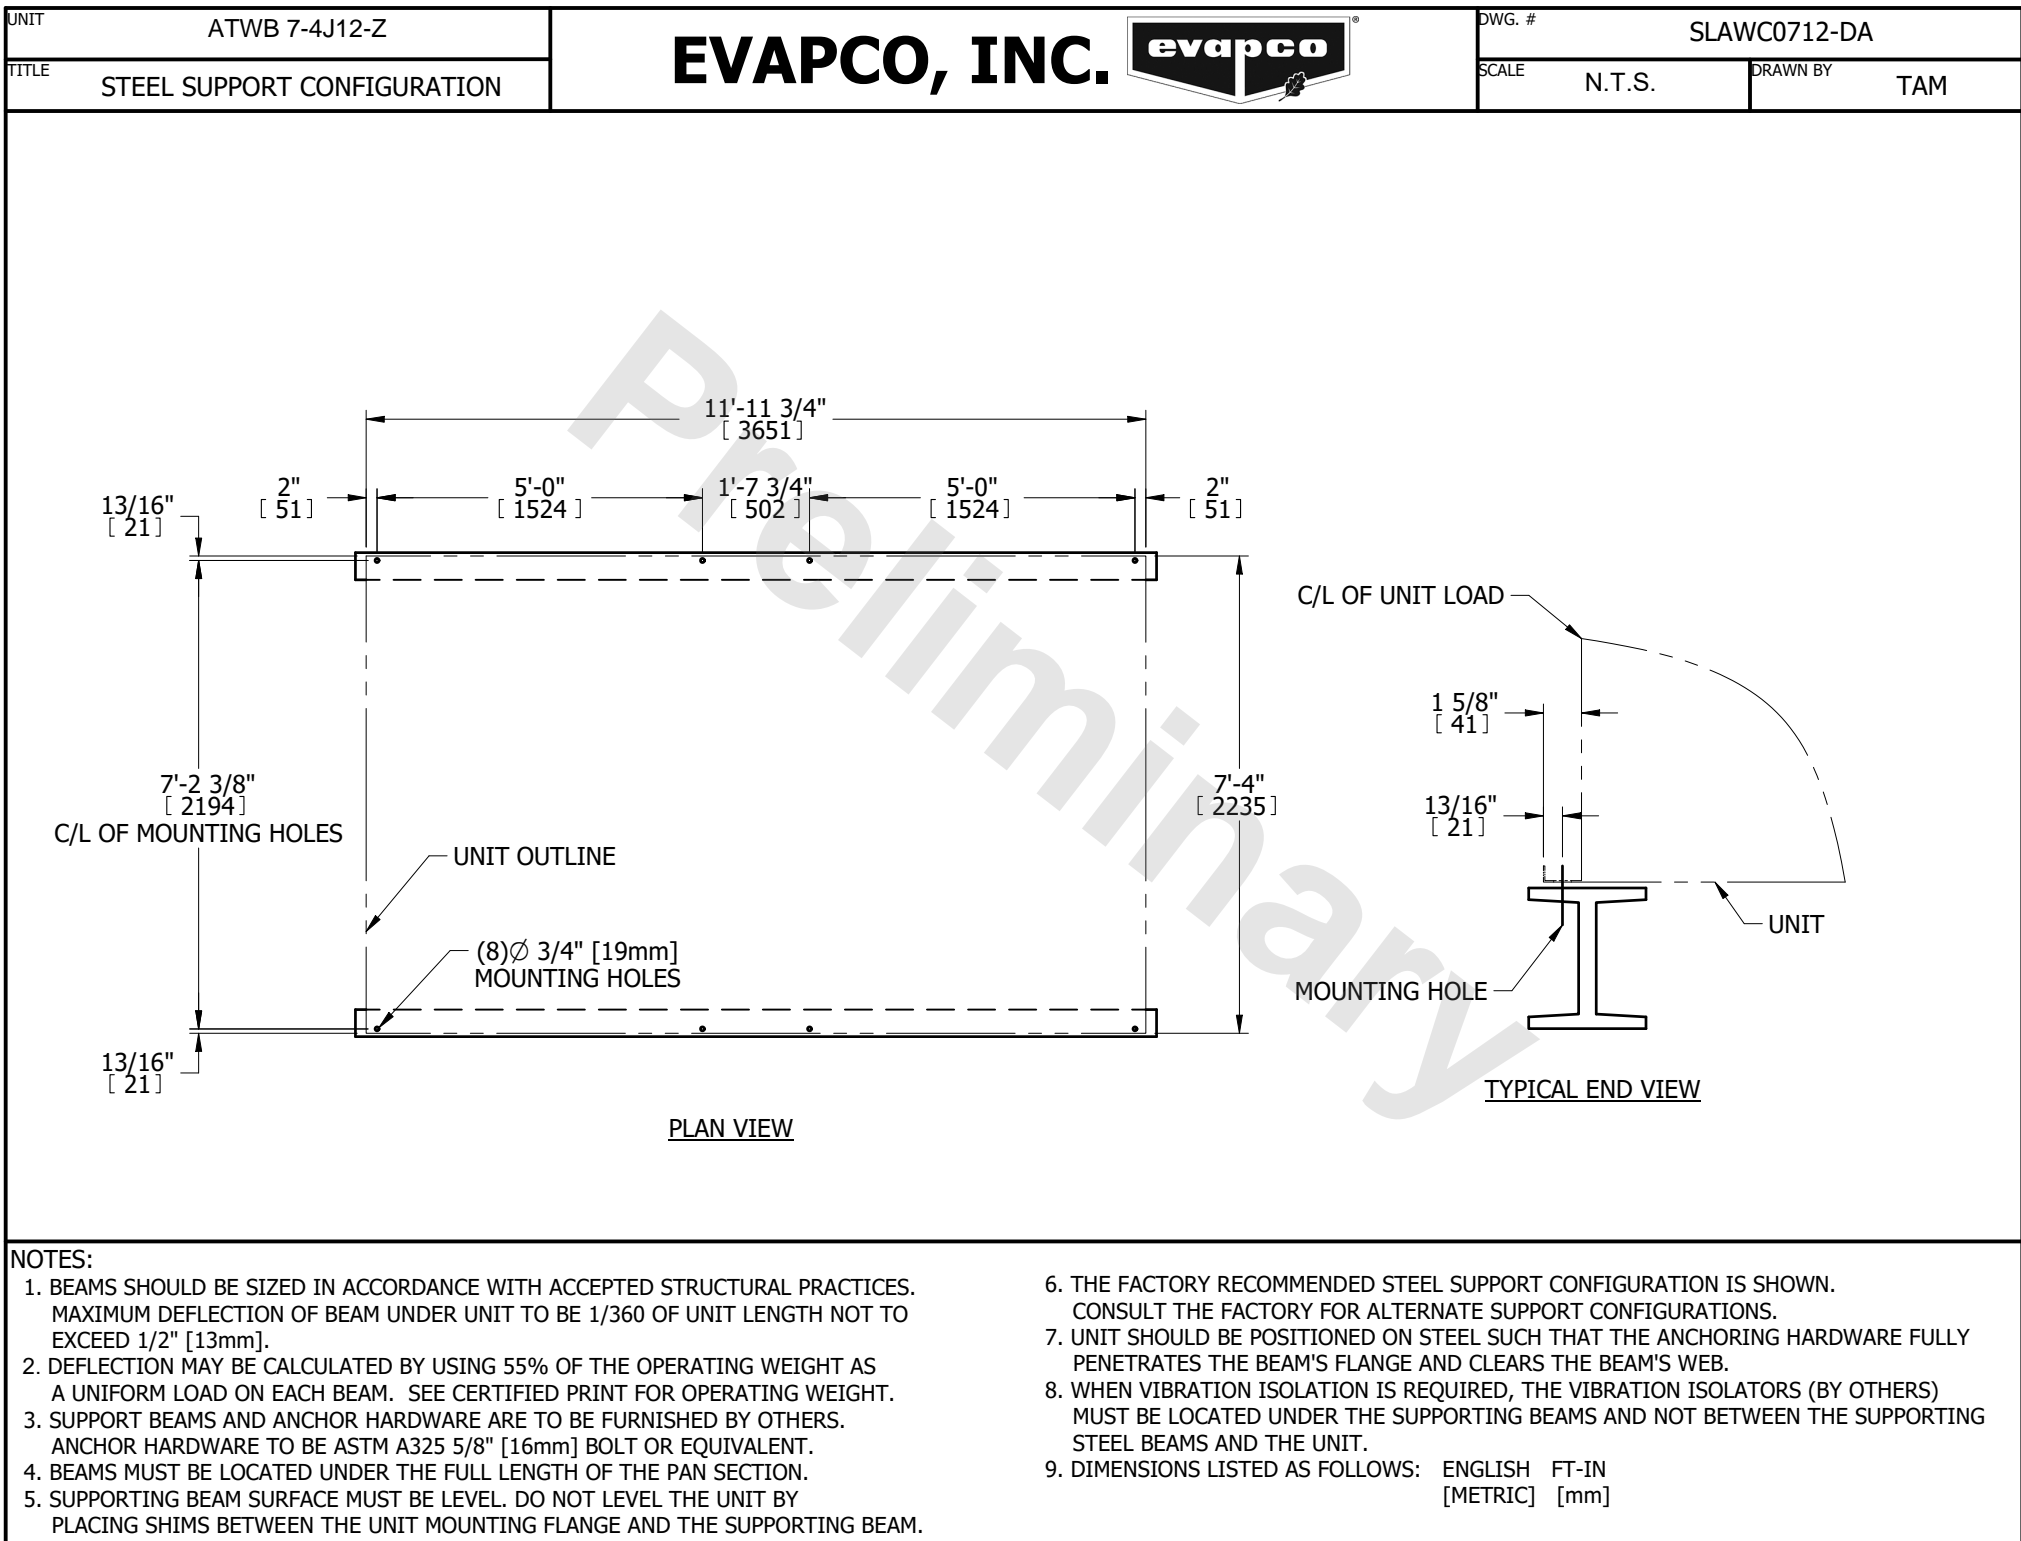 UNIT
ATWB 7-4J12-Z
TITLE
STEEL SUPPORT CONFIGURATION
EVAPCO, INC.
evapco
®
DWG. #
SLAWC0712-DA
SCALE
N.T.S.
DRAWN BY
TAM
Preliminary
11'-11 3/4"
[ 3651]
13/16"
[ 21]
2"
[ 51]
5'-0"
[ 1524 ]
1'-7 3/4"
[ 502 ]
5'-0"
[ 1524]
2"
[ 51]
7'-2 3/8"
[ 2194]
C/L OF MOUNTING HOLES
UNIT OUTLINE
(8)∅ 3/4" [19mm]
MOUNTING HOLES
7'-4"
[ 2235]
13/16"
[ 21]
PLAN VIEW
C/L OF UNIT LOAD
1 5/8"
[ 41]
13/16"
[ 21]
UNIT
MOUNTING HOLE
TYPICAL END VIEW
NOTES:
1. BEAMS SHOULD BE SIZED IN ACCORDANCE WITH ACCEPTED STRUCTURAL PRACTICES.
MAXIMUM DEFLECTION OF BEAM UNDER UNIT TO BE 1/360 OF UNIT LENGTH NOT TO
EXCEED 1/2" [13mm].
2. DEFLECTION MAY BE CALCULATED BY USING 55% OF THE OPERATING WEIGHT AS
A UNIFORM LOAD ON EACH BEAM. SEE CERTIFIED PRINT FOR OPERATING WEIGHT.
3. SUPPORT BEAMS AND ANCHOR HARDWARE ARE TO BE FURNISHED BY OTHERS.
ANCHOR HARDWARE TO BE ASTM A325 5/8" [16mm] BOLT OR EQUIVALENT.
4. BEAMS MUST BE LOCATED UNDER THE FULL LENGTH OF THE PAN SECTION.
5. SUPPORTING BEAM SURFACE MUST BE LEVEL. DO NOT LEVEL THE UNIT BY
PLACING SHIMS BETWEEN THE UNIT MOUNTING FLANGE AND THE SUPPORTING BEAM.
6. THE FACTORY RECOMMENDED STEEL SUPPORT CONFIGURATION IS SHOWN.
CONSULT THE FACTORY FOR ALTERNATE SUPPORT CONFIGURATIONS.
7. UNIT SHOULD BE POSITIONED ON STEEL SUCH THAT THE ANCHORING HARDWARE FULLY
PENETRATES THE BEAM'S FLANGE AND CLEARS THE BEAM'S WEB.
8. WHEN VIBRATION ISOLATION IS REQUIRED, THE VIBRATION ISOLATORS (BY OTHERS)
MUST BE LOCATED UNDER THE SUPPORTING BEAMS AND NOT BETWEEN THE SUPPORTING
STEEL BEAMS AND THE UNIT.
9. DIMENSIONS LISTED AS FOLLOWS: ENGLISH FT-IN
[METRIC] [mm]